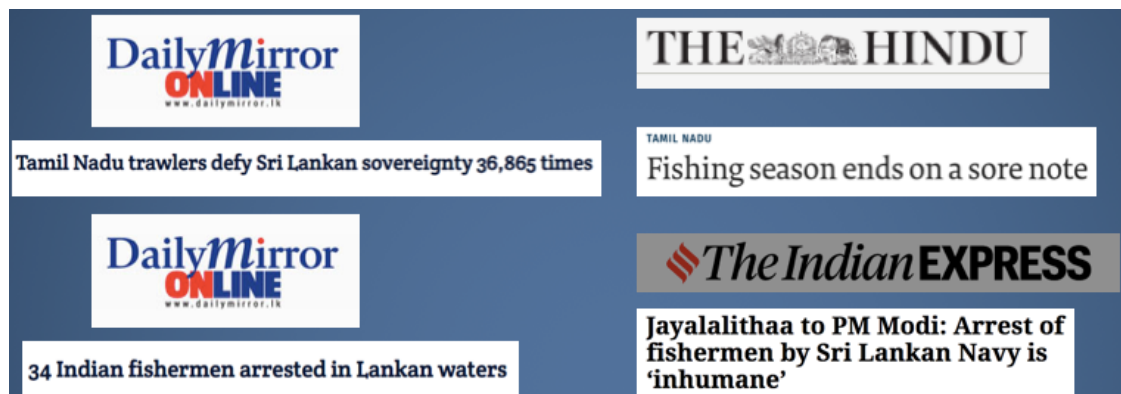 DailyMirror
ONLINE
www.dailymirror.lk
Tamil Nadu trawlers defy Sri Lankan sovereignty 36,865 times
DailyMirror
ONLINE
www.dailymirror.lk
34 Indian fishermen arrested in Lankan waters
THE HINDU
TAMIL NADU
Fishing season ends on a sore note
The Indian EXPRESS
Jayalalithaa to PM Modi: Arrest of
fishermen by Sri Lankan Navy is
‘inhumane’